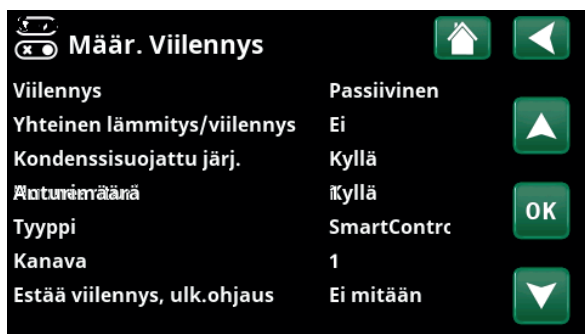 Määr. Viilennys
Viilennys Passiivinen
Yhteinen lämmitys/viilennys Ei
Kondenssisuojattu järj. Kyllä
Kyllä
OK
Tyyppi SmartContrc
Kanava 1
Estää viilennys, ulk.ohjaus Ei mitään